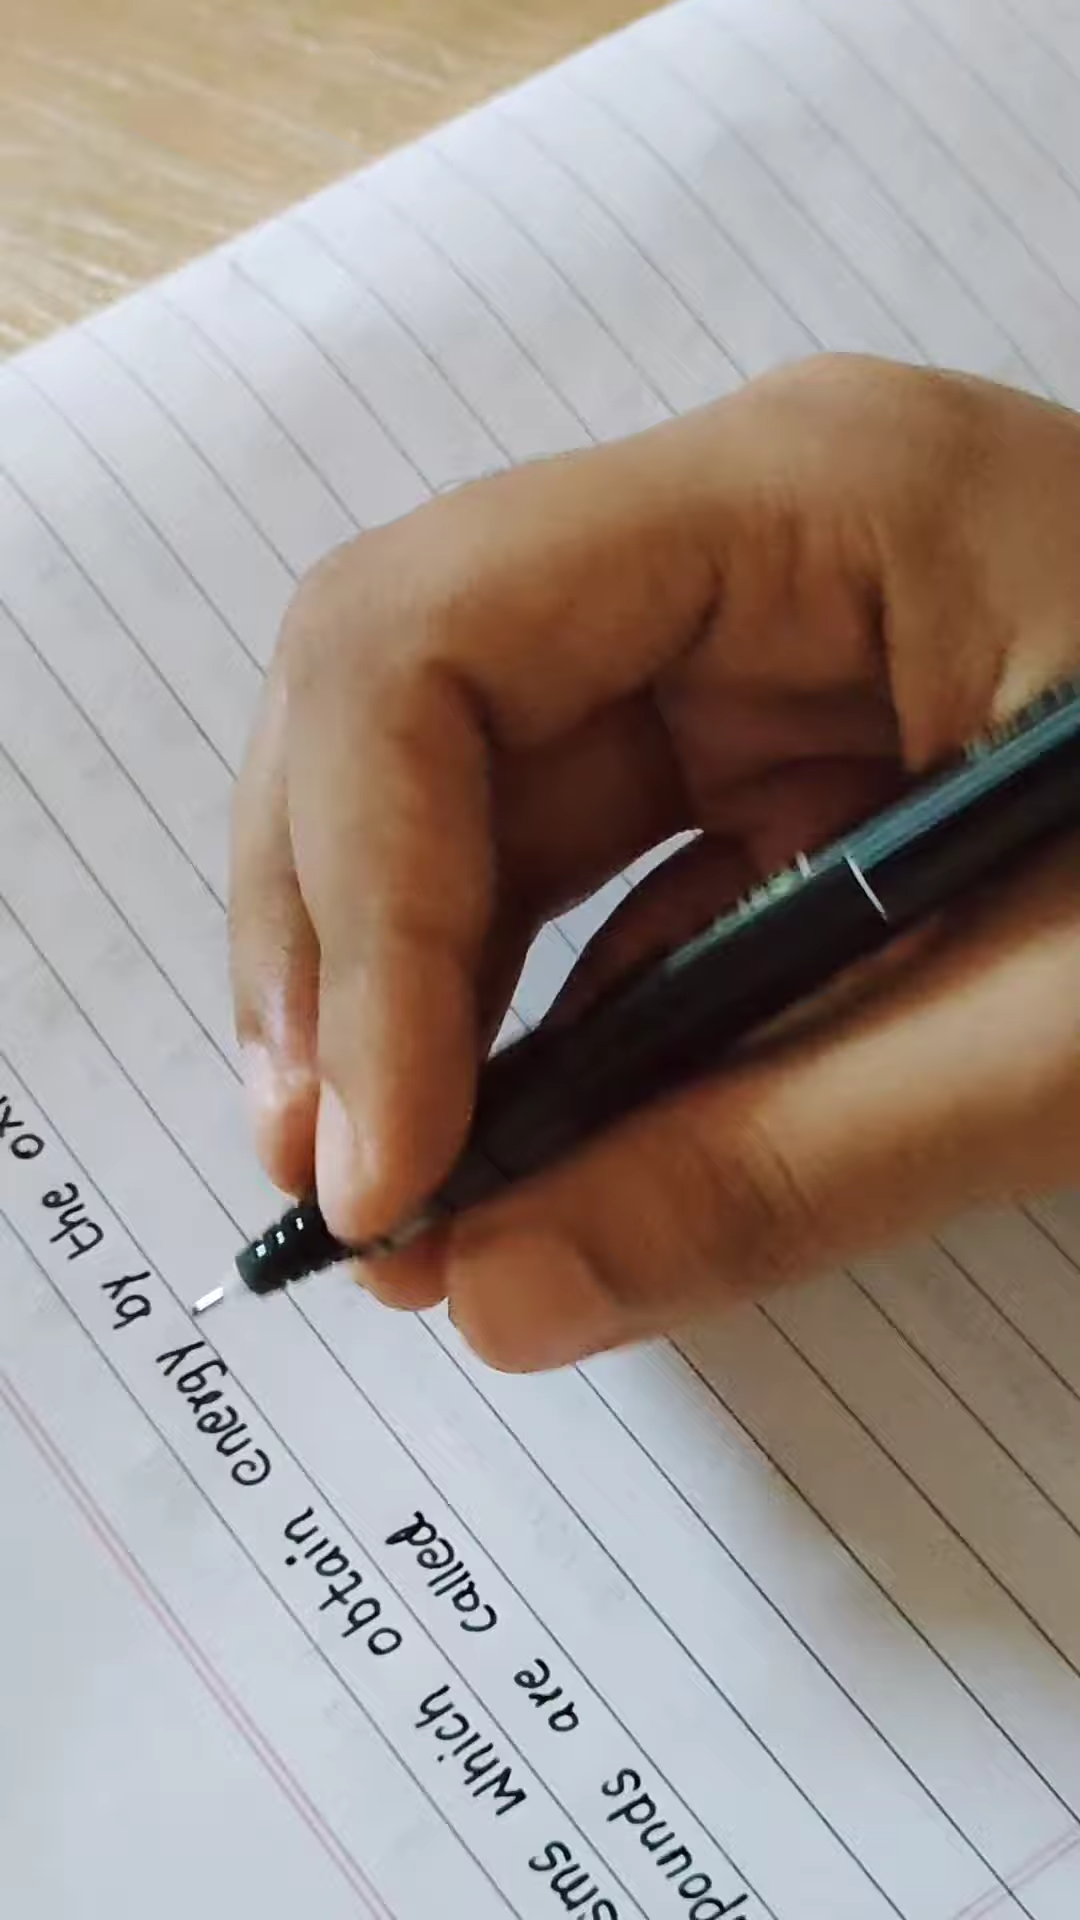 sms which obtain energy by the ox
pounds are called